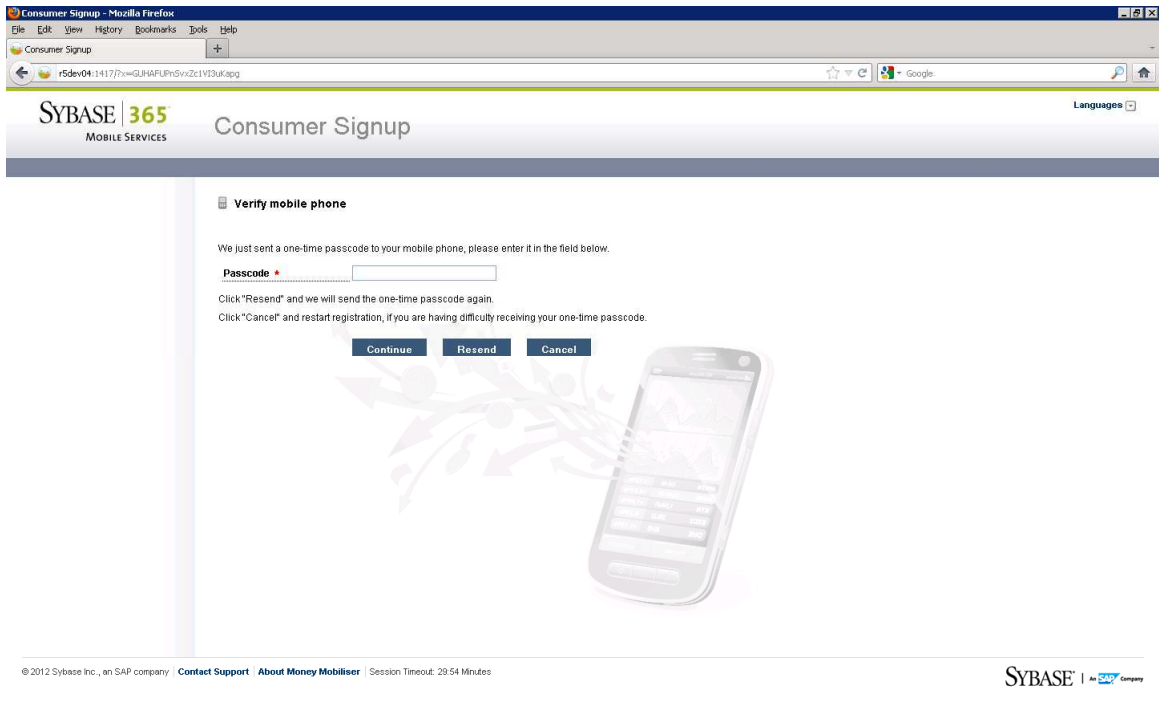 Consumer Signup - Mozilla Firefox
File Edit View History Bookmarks Tools Help
Consumer Signup +
r5dev04:1417/?x=GUHAFUPnSvxZc1VI3uKapg Google
SYBASE 365
MOBILE SERVICES
Consumer Signup
Languages
Verify mobile phone
We just sent a one-time passcode to your mobile phone, please enter it in the field below.
Passcode *
Click "Resend" and we will send the one-time passcode again.
Click "Cancel" and restart registration, if you are having difficulty receiving your one-time passcode.
Continue Resend Cancel
© 2012 Sybase Inc., an SAP company Contact Support About Money Mobiliser Session Timeout: 29:54 Minutes
SYBASE An SAP Company